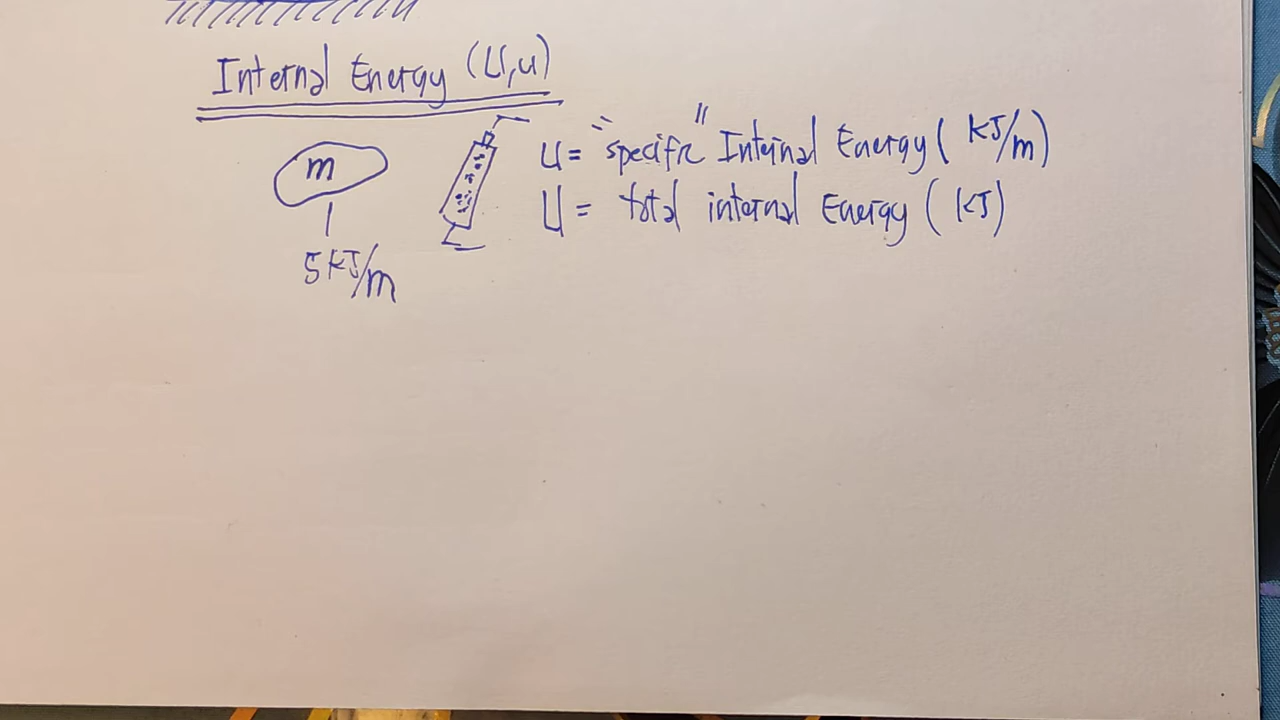 Internal Energy (U,u)
m
5 kJ/m
u = "specific" Internal Energy ( kJ/m)
U = total internal Energy ( kJ)